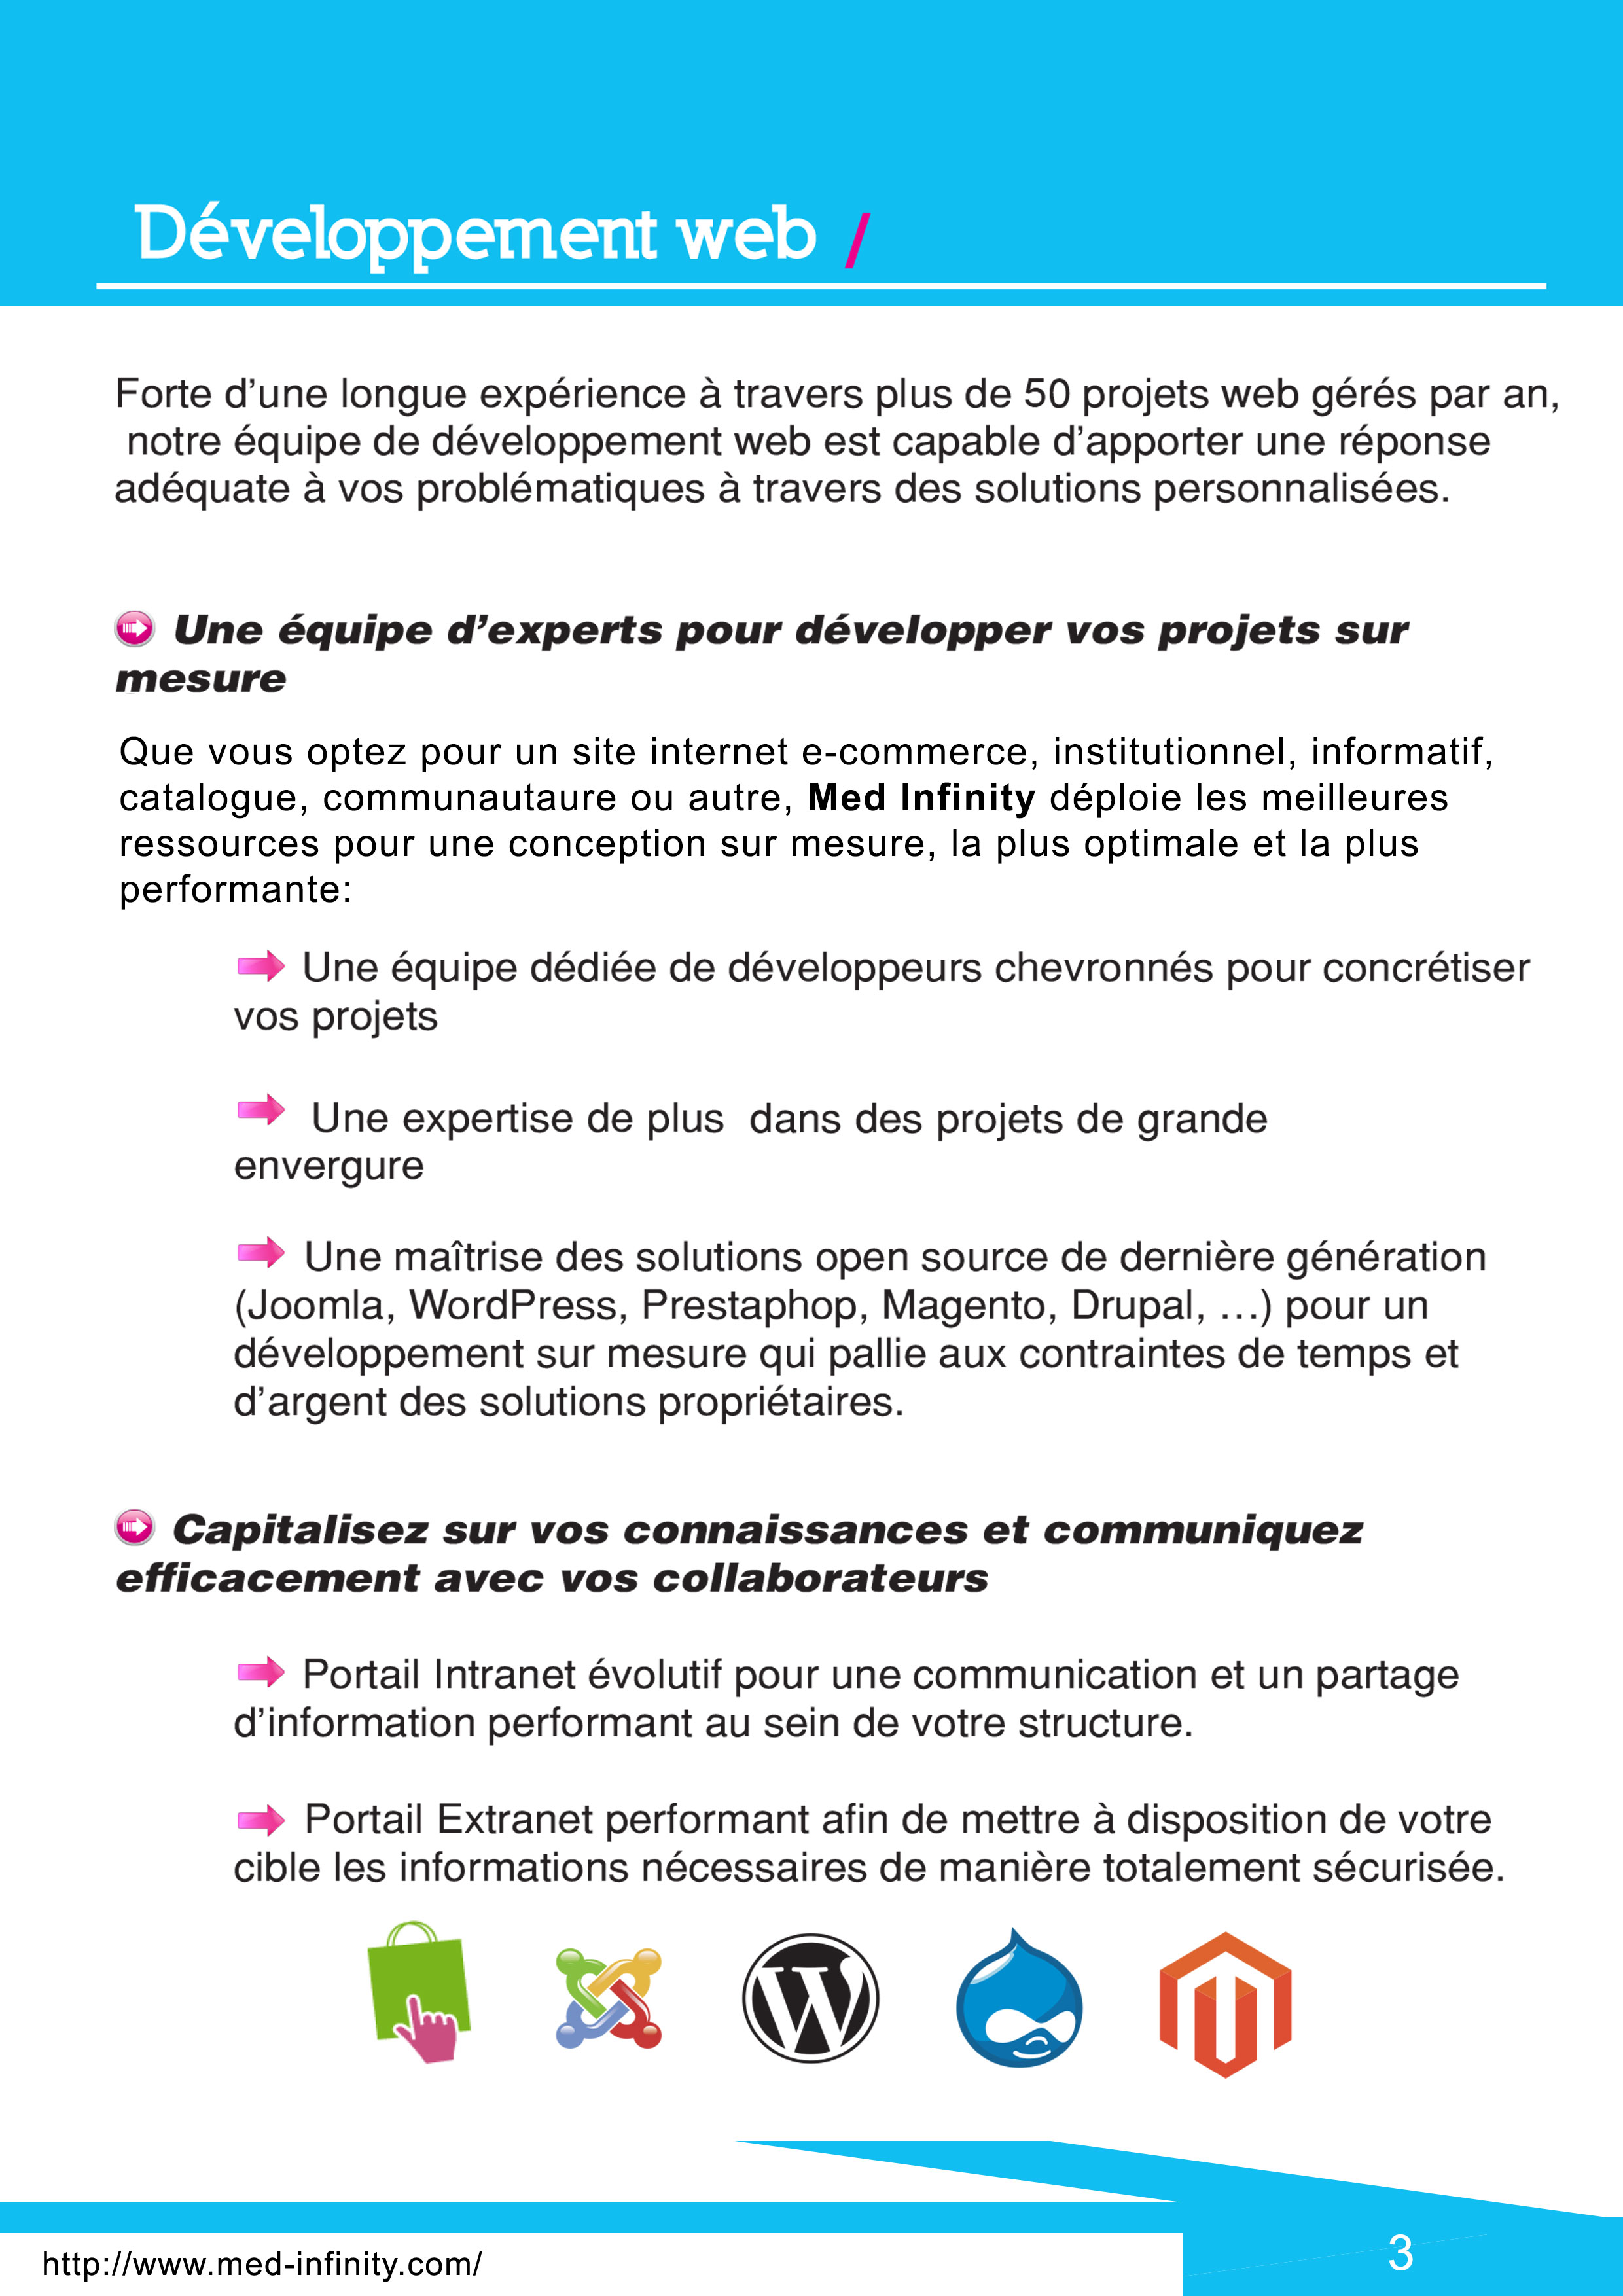 Développement web /
Forte d’une longue expérience à travers plus de 50 projets web gérés par an,
notre équipe de développement web est capable d’apporter une réponse
adéquate à vos problématiques à travers des solutions personnalisées.
Une équipe d’experts pour développer vos projets sur
mesure
Que vous optez pour un site internet e-commerce, institutionnel, informatif,
catalogue, communautaure ou autre, Med Infinity déploie les meilleures
ressources pour une conception sur mesure, la plus optimale et la plus
performante:
Une équipe dédiée de développeurs chevronnés pour concrétiser
vos projets
Une expertise de plus dans des projets de grande
envergure
Une maîtrise des solutions open source de dernière génération
(Joomla, WordPress, Prestaphop, Magento, Drupal, …) pour un
développement sur mesure qui pallie aux contraintes de temps et
d’argent des solutions propriétaires.
Capitalisez sur vos connaissances et communiquez
efficacement avec vos collaborateurs
Portail Intranet évolutif pour une communication et un partage
d’information performant au sein de votre structure.
Portail Extranet performant afin de mettre à disposition de votre
cible les informations nécessaires de manière totalement sécurisée.
http://www.med-infinity.com/
3